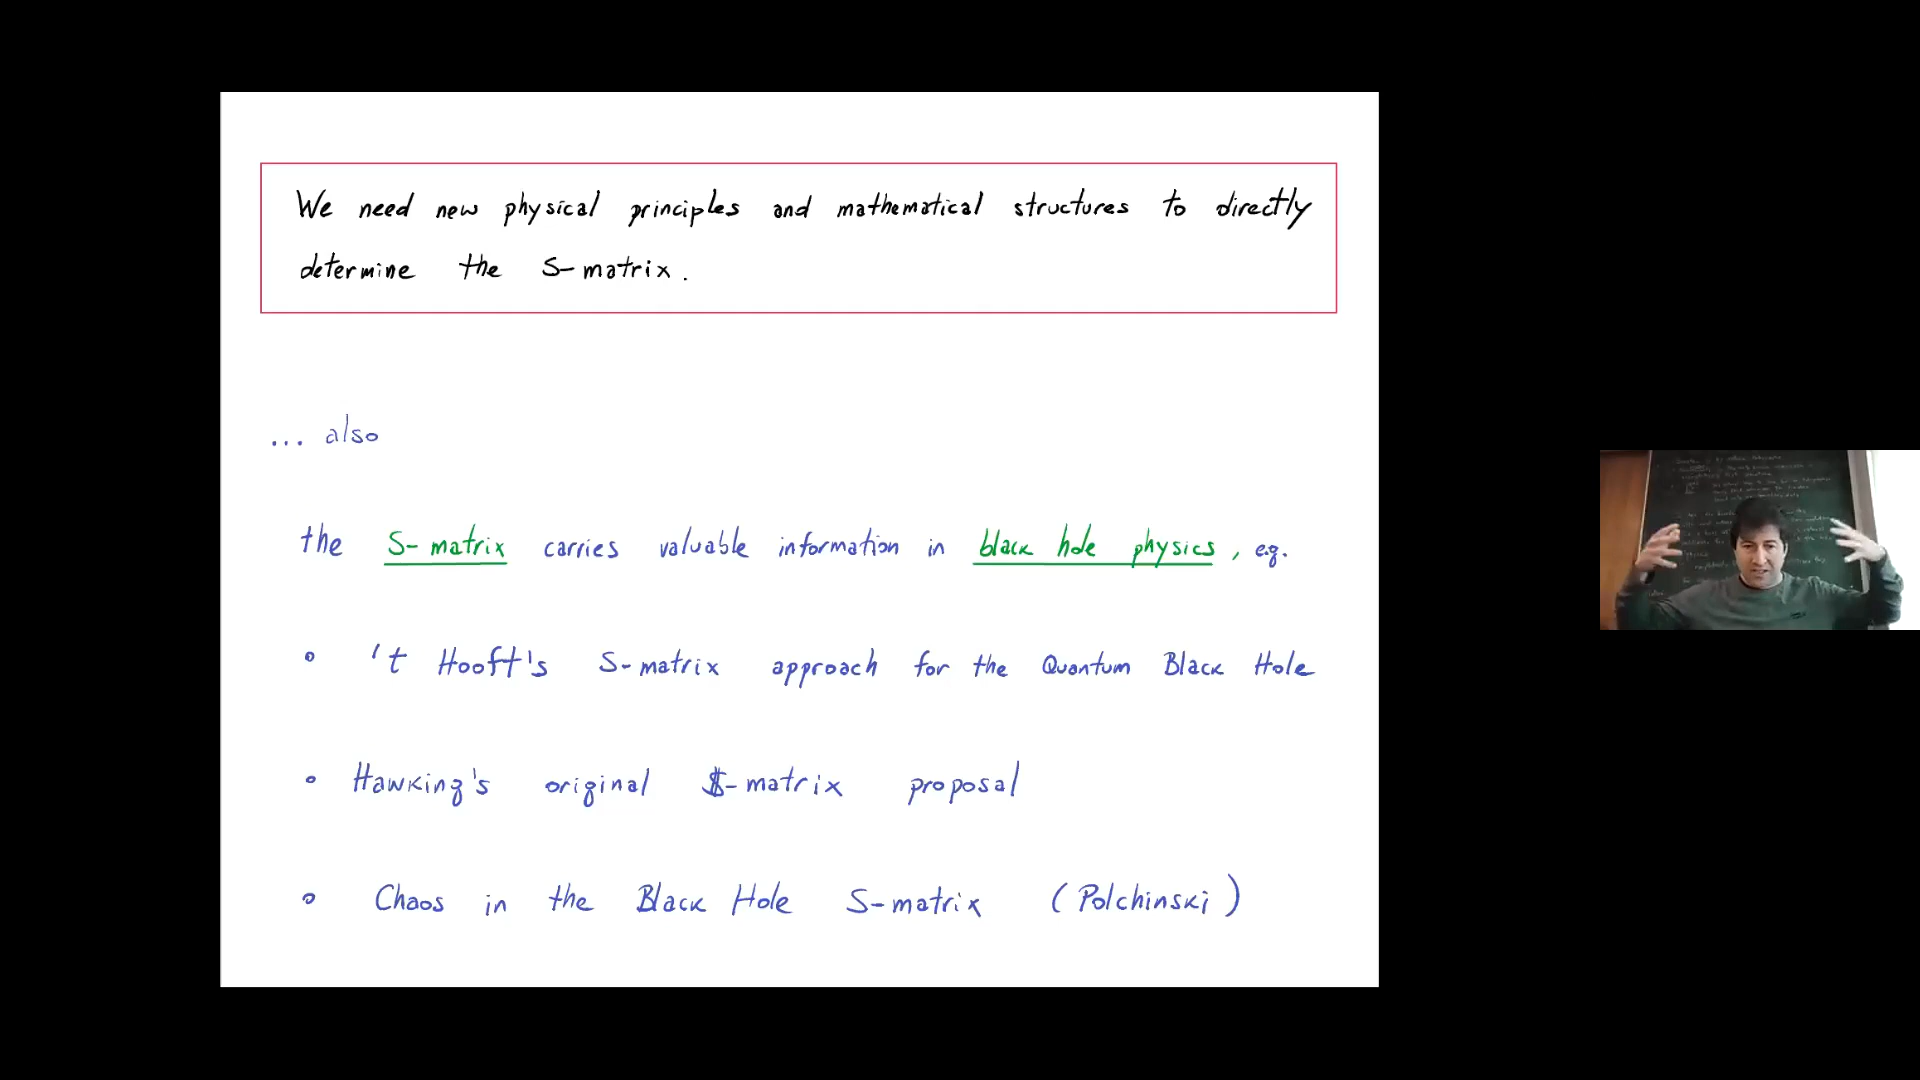 We need new physical principles and mathematical structures to directly
determine the S-matrix.
... also
the S-matrix carries valuable information in black hole physics, e.g.
• 't Hooft's S-matrix approach for the Quantum Black Hole
• Hawking's original $-matrix proposal
• Chaos in the Black Hole S-matrix (Polchinski)